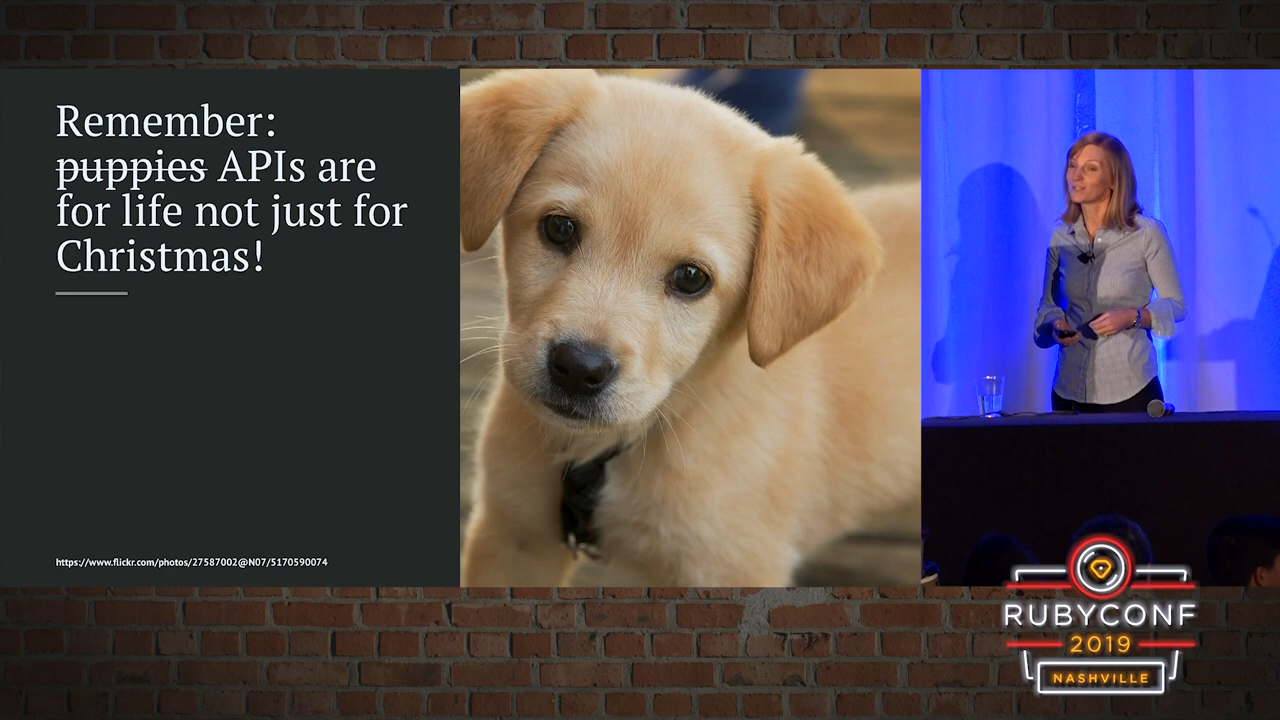 Remember:
puppies APIs are
for life not just for
Christmas!
https://www.flickr.com/photos/27587002@N07/5170590074
RUBYCONF
2019
NASHVILLE